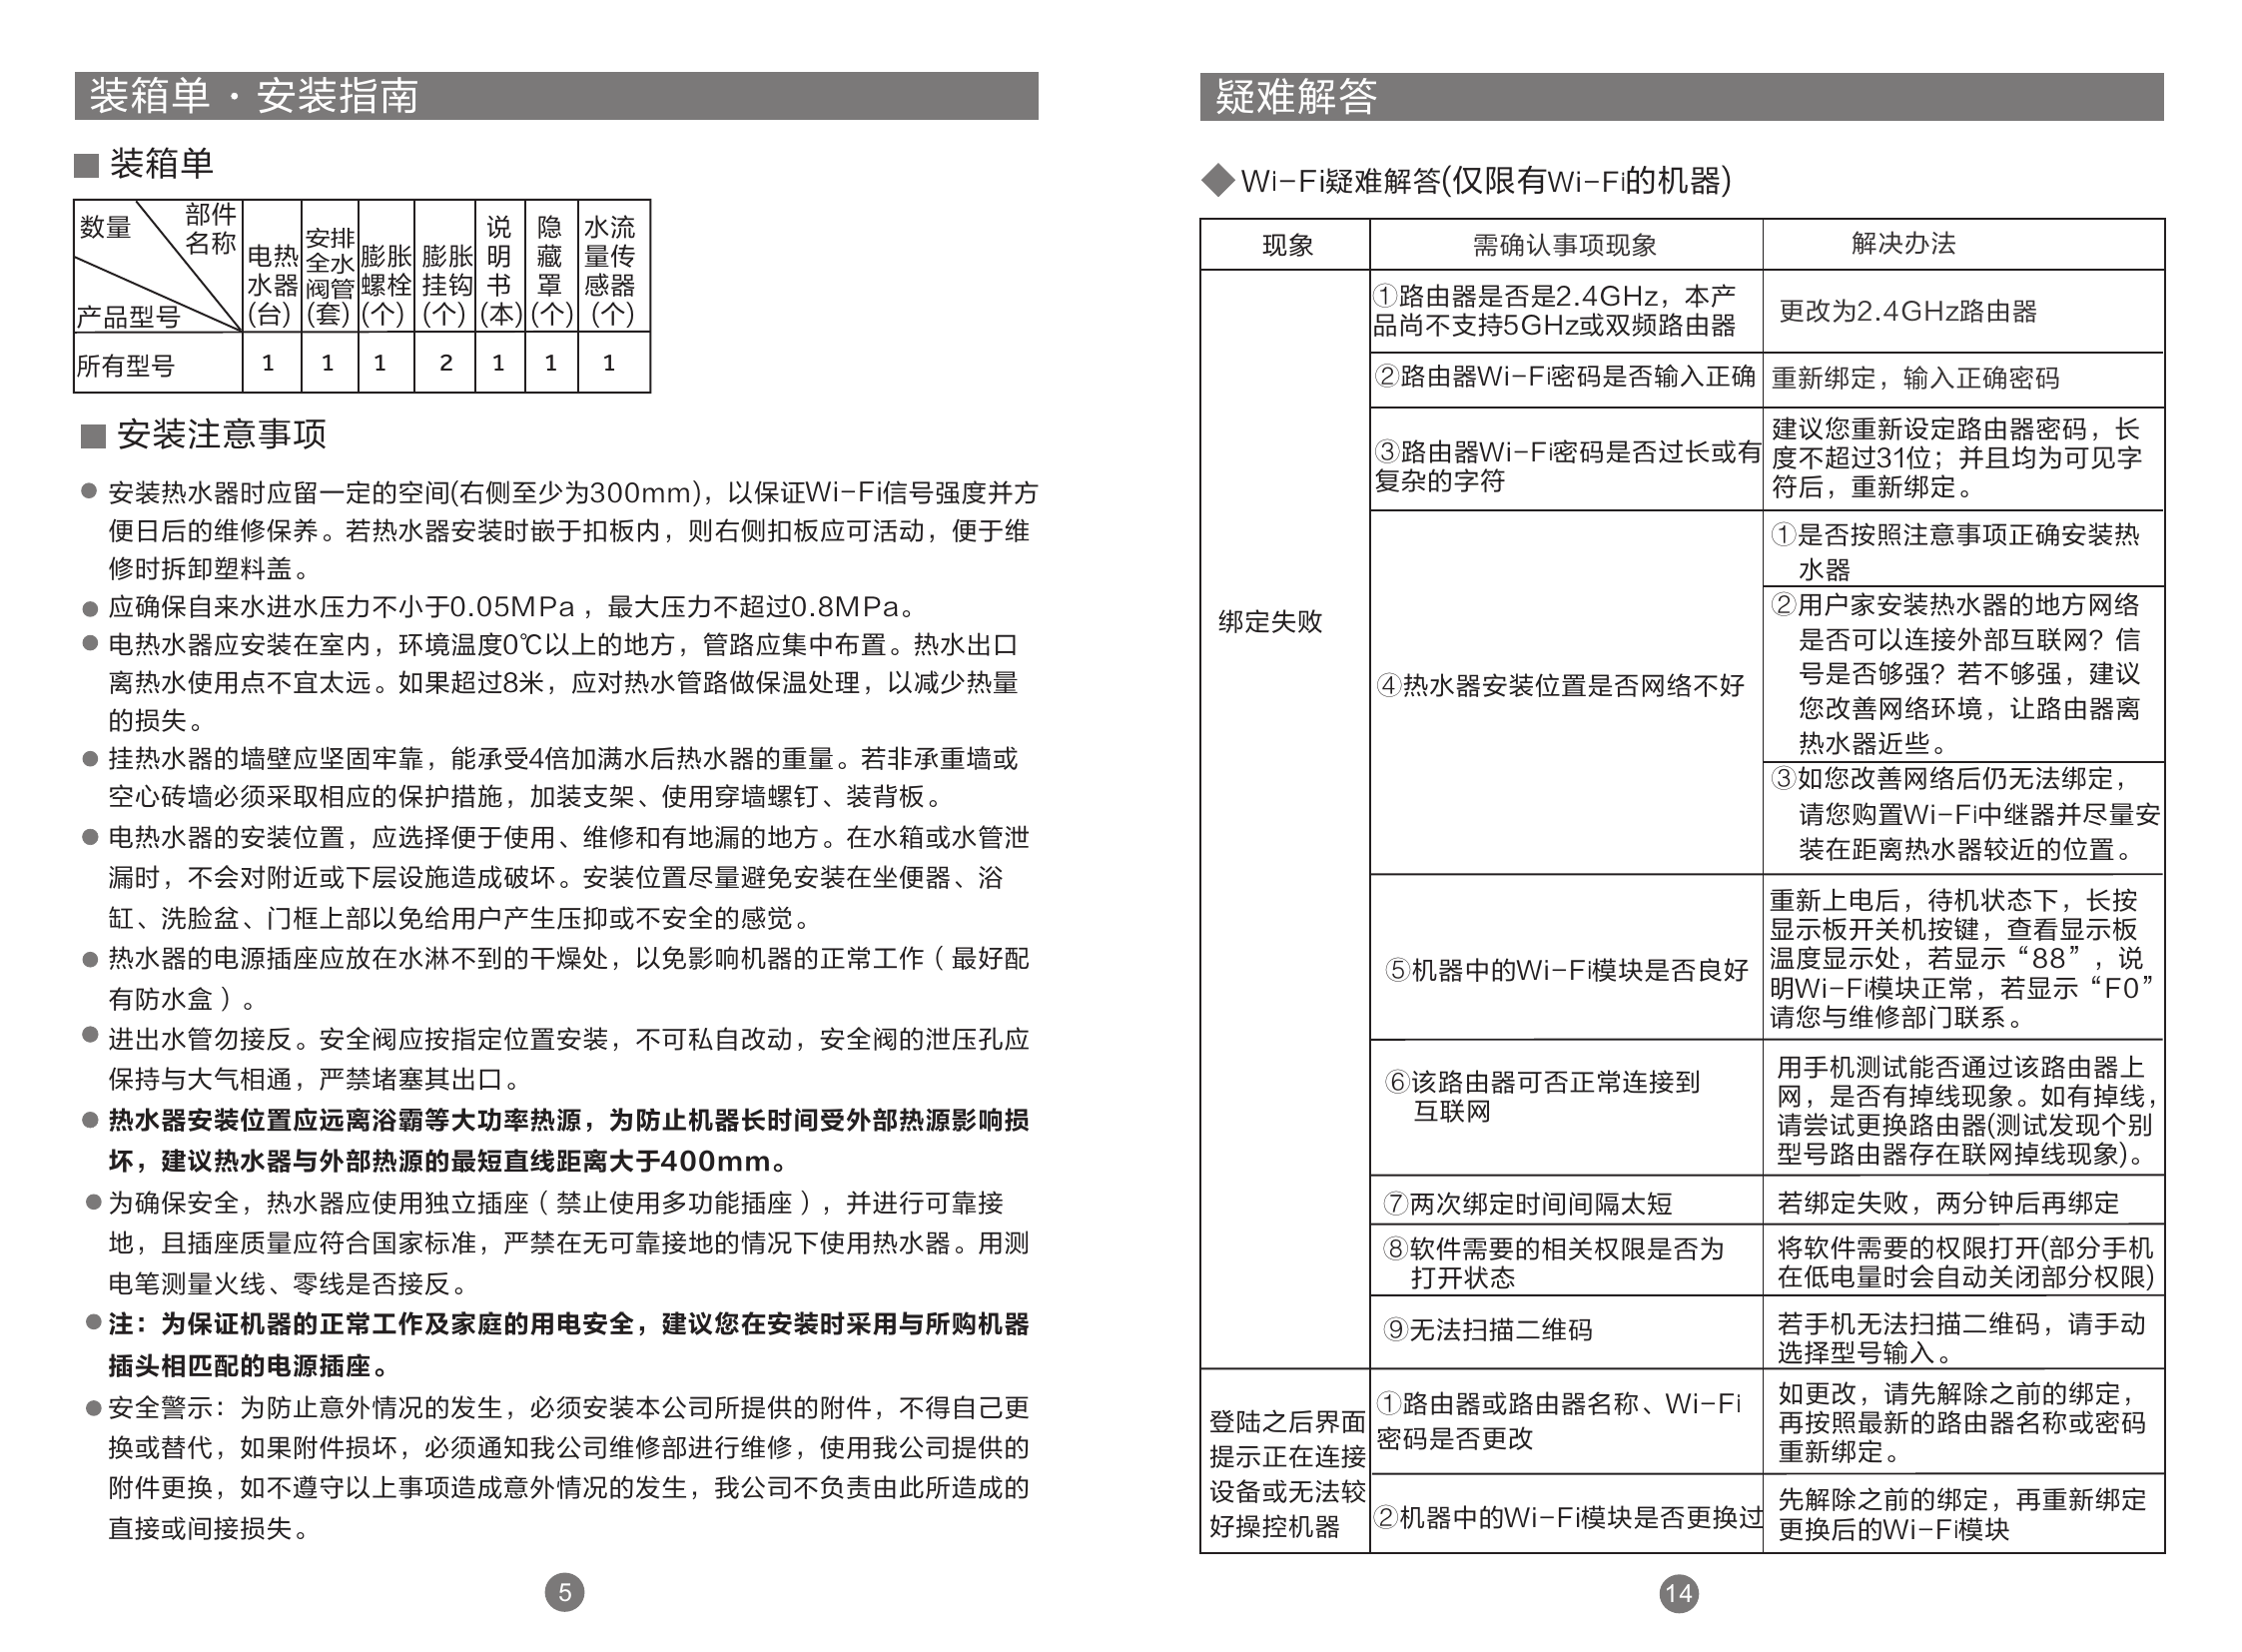 装箱单·安装指南
装箱单
数量
部件
名称
产品型号
电热
水器
(台)
安排
全水
阀管
(套)
膨胀
螺栓
(个)
膨胀
挂钩
(个)
说
明
书
(本)
隐
藏
罩
(个)
水流
量传
感器
(个)
所有型号 1 1 1 2 1 1 1
安装注意事项
安装热水器时应留一定的空间(右侧至少为300mm)，以保证Wi-Fi信号强度并方
便日后的维修保养。若热水器安装时嵌于扣板内，则右侧扣板应可活动，便于维
修时拆卸塑料盖。
应确保自来水进水压力不小于0.05MPa，最大压力不超过0.8MPa。
电热水器应安装在室内，环境温度0℃以上的地方，管路应集中布置。热水出口
离热水使用点不宜太远。如果超过8米，应对热水管路做保温处理，以减少热量
的损失。
挂热水器的墙壁应坚固牢靠，能承受4倍加满水后热水器的重量。若非承重墙或
空心砖墙必须采取相应的保护措施，加装支架、使用穿墙螺钉、装背板。
电热水器的安装位置，应选择便于使用、维修和有地漏的地方。在水箱或水管泄
漏时，不会对附近或下层设施造成破坏。安装位置尽量避免安装在坐便器、浴
缸、洗脸盆、门框上部以免给用户产生压抑或不安全的感觉。
热水器的电源插座应放在水淋不到的干燥处，以免影响机器的正常工作（最好配
有防水盒）。
进出水管勿接反。安全阀应按指定位置安装，不可私自改动，安全阀的泄压孔应
保持与大气相通，严禁堵塞其出口。
热水器安装位置应远离浴霸等大功率热源，为防止机器长时间受外部热源影响损
坏，建议热水器与外部热源的最短直线距离大于400mm。
为确保安全，热水器应使用独立插座（禁止使用多功能插座），并进行可靠接
地，且插座质量应符合国家标准，严禁在无可靠接地的情况下使用热水器。用测
电笔测量火线、零线是否接反。
注：为保证机器的正常工作及家庭的用电安全，建议您在安装时采用与所购机器
插头相匹配的电源插座。
安全警示：为防止意外情况的发生，必须安装本公司所提供的附件，不得自己更
换或替代，如果附件损坏，必须通知我公司维修部进行维修，使用我公司提供的
附件更换，如不遵守以上事项造成意外情况的发生，我公司不负责由此所造成的
直接或间接损失。
5
疑难解答
Wi-Fi疑难解答(仅限有Wi-Fi的机器)
现象 需确认事项现象 解决办法
绑定失败
①路由器是否是2.4GHz，本产
品尚不支持5GHz或双频路由器
更改为2.4GHz路由器
②路由器Wi-Fi密码是否输入正确
重新绑定，输入正确密码
③路由器Wi-Fi密码是否过长或有
复杂的字符
建议您重新设定路由器密码，长
度不超过31位；并且均为可见字
符后，重新绑定。
④热水器安装位置是否网络不好
①是否按照注意事项正确安装热
水器
②用户家安装热水器的地方网络
是否可以连接外部互联网？信
号是否够强？若不够强，建议
您改善网络环境，让路由器离
热水器近些。
③如您改善网络后仍无法绑定，
请您购置Wi-Fi中继器并尽量安
装在距离热水器较近的位置。
⑤机器中的Wi-Fi模块是否良好
重新上电后，待机状态下，长按
显示板开关机按键，查看显示板
温度显示处，若显示“88”，说
明Wi-Fi模块正常，若显示“F0”
请您与维修部门联系。
⑥该路由器可否正常连接到
互联网
用手机测试能否通过该路由器上
网，是否有掉线现象。如有掉线，
请尝试更换路由器(测试发现个别
型号路由器存在联网掉线现象)。
⑦两次绑定时间间隔太短
若绑定失败，两分钟后再绑定
⑧软件需要的相关权限是否为
打开状态
将软件需要的权限打开(部分手机
在低电量时会自动关闭部分权限)
⑨无法扫描二维码
若手机无法扫描二维码，请手动
选择型号输入。
登陆之后界面
提示正在连接
设备或无法较
好操控机器
①路由器或路由器名称、Wi-Fi
密码是否更改
如更改，请先解除之前的绑定，
再按照最新的路由器名称或密码
重新绑定。
②机器中的Wi-Fi模块是否更换过
先解除之前的绑定，再重新绑定
更换后的Wi-Fi模块
14